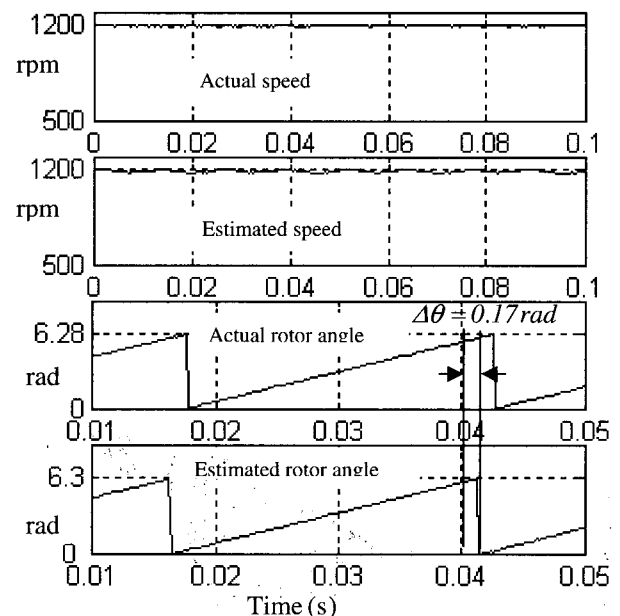 1200
rpm
Actual speed
500
0 0.02 0.04 0.06 0.08 0.1
1200
rpm
Estimated speed
500
0 0.02 0.04 0.06 0.08 0.1
Δθ = 0.17 rad
6.28
Actual rotor angle
rad
0
0.01 0.02 0.03 0.04 0.05
6.3
Estimated rotor angle
rad
0
0.01 0.02 0.03 0.04 0.05
Time (s)